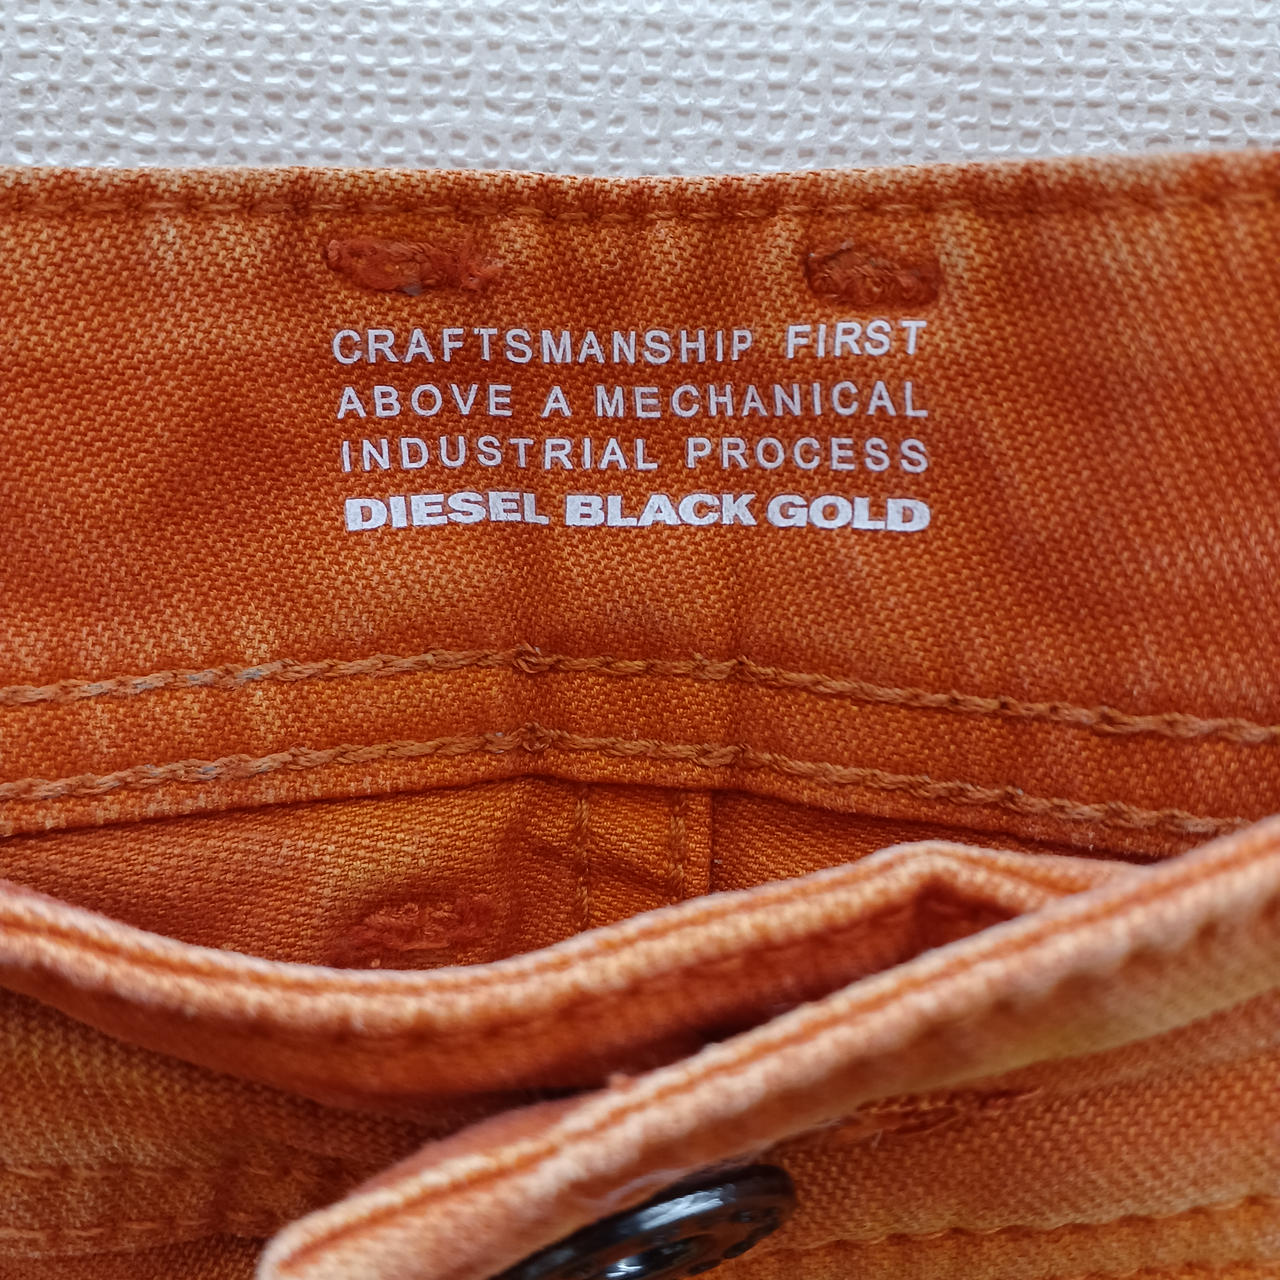 CRAFTSMANSHIP FIRST
ABOVE A MECHANICAL
INDUSTRIAL PROCESS
DIESEL BLACK GOLD